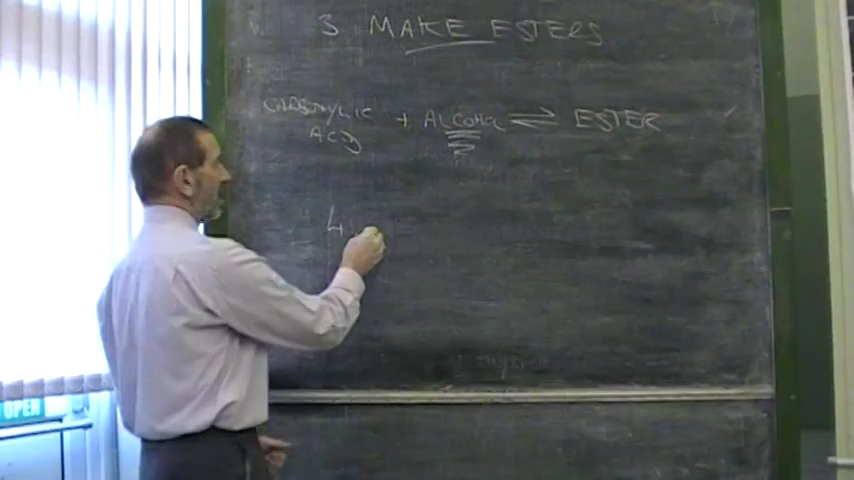 3 MAKE ESTERS
CARBOXYLIC + ALCOHOL ⇌ ESTER
ACID
4
open